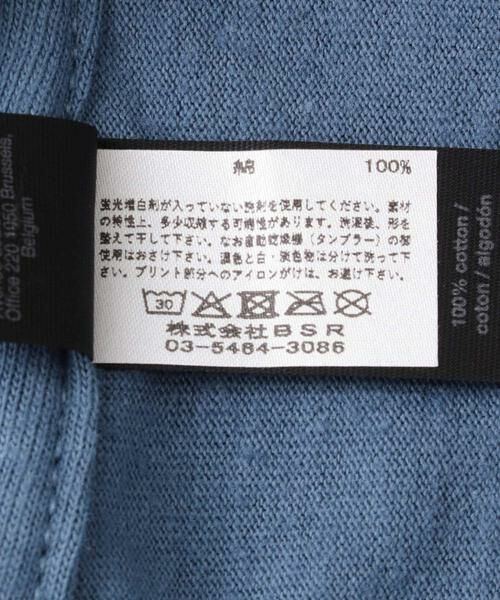 綿 100%
蛍光増白剤が入っていない洗剤を使用してください。素材
の特性上、多少収縮する可能性があります。洗濯後、形を
整えて干して下さい。なお自動乾燥機（タンブラー）の御
使用はお避け下さい。濃色と白・淡色物は分けて洗って下
さい。プリント部分へのアイロンがけは、お避け下さい。
30
株式会社BSR
03-5464-3086
Office 220 1950 Brussels,
Belgium
100% cotton /
coton / algodón